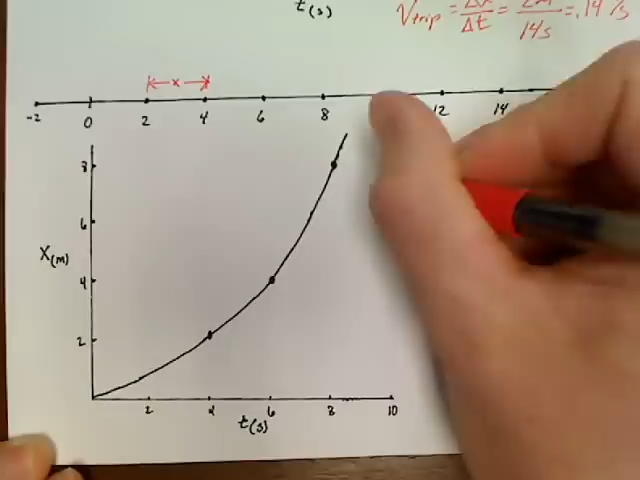 t(s)
Vtrip = Δx/Δt = 2m/14s = .14 m/s
x
-2 0 2 4 6 8 12 14
8
6
X(m)
4
2
2 4 6 8 10
t(s)